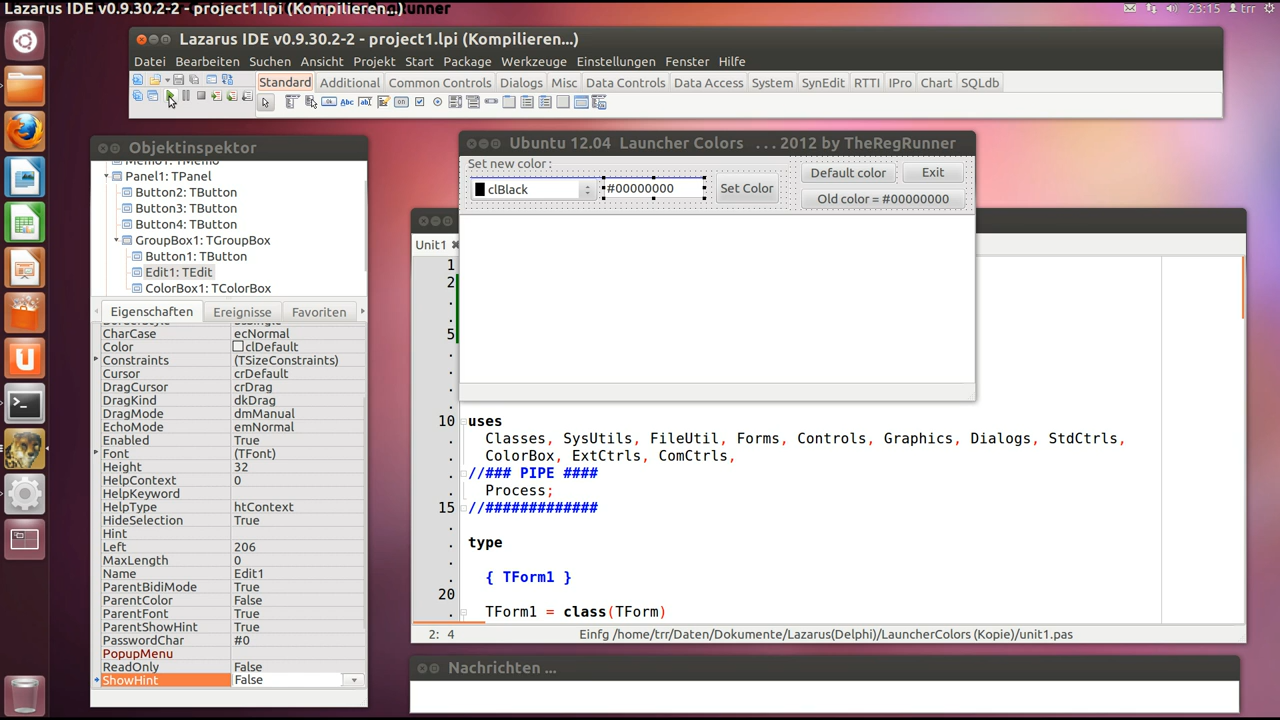 Lazarus IDE v0.9.30.2-2 - project1.lpi (Kompilieren...)
23:15 trr
Lazarus IDE v0.9.30.2-2 - project1.lpi (Kompilieren...)
Datei Bearbeiten Suchen Ansicht Projekt Start Package Werkzeuge Einstellungen Fenster Hilfe
Standard Additional Common Controls Dialogs Misc Data Controls Data Access System SynEdit RTTI IPro Chart SQLdb
Ok Abc ab| on
Objektinspektor
Memo1: TMemo
Panel1: TPanel
Button2: TButton
Button3: TButton
Button4: TButton
GroupBox1: TGroupBox
Button1: TButton
Edit1: TEdit
ColorBox1: TColorBox
Eigenschaften Ereignisse Favoriten
CharCase ecNormal
Color clDefault
Constraints (TSizeConstraints)
Cursor crDefault
DragCursor crDrag
DragKind dkDrag
DragMode dmManual
EchoMode emNormal
Enabled True
Font (TFont)
Height 32
HelpContext 0
HelpKeyword
HelpType htContext
HideSelection True
Hint
Left 206
MaxLength 0
Name Edit1
ParentBidiMode True
ParentColor False
ParentFont True
ParentShowHint True
PasswordChar #0
PopupMenu
ReadOnly False
ShowHint False
Ubuntu 12.04 Launcher Colors ... 2012 by TheRegRunner
Set new color :
clBlack #00000000 Set Color
Default color Exit
Old color = #00000000
Unit1
1
2
.
.
5
.
.
.
.
10 uses
. Classes, SysUtils, FileUtil, Forms, Controls, Graphics, Dialogs, StdCtrls,
. ColorBox, ExtCtrls, ComCtrls,
. //### PIPE ####
. Process;
15 //#############
.
. type
.
. { TForm1 }
20
. TForm1 = class(TForm)
2: 4 Einfg /home/trr/Daten/Dokumente/Lazarus(Delphi)/LauncherColors (Kopie)/unit1.pas
Nachrichten ...